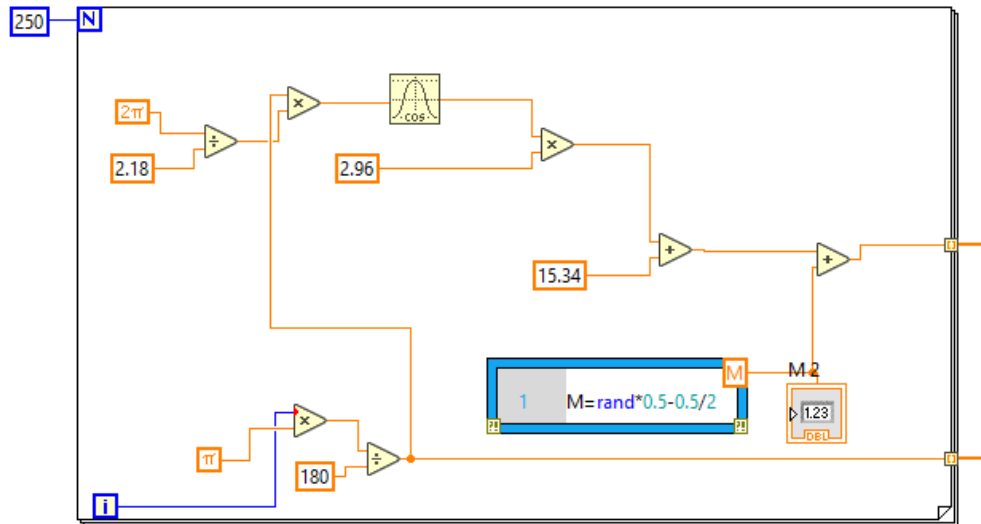 250
N
2π
÷
×
COS
2.18
2.96
×
+
15.34
+
M
M 2
1
M=rand*0.5-0.5/2
?!
?!
1.23
DBL
×
π
÷
180
i